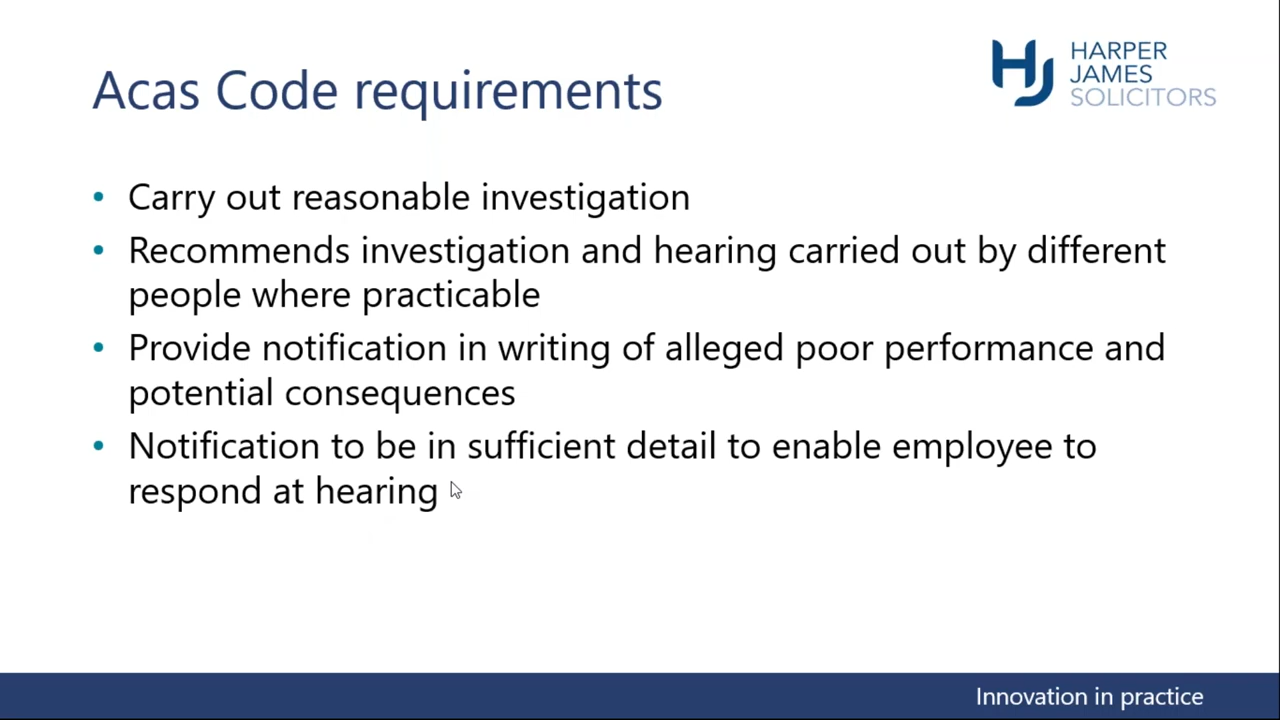 Acas Code requirements
HARPER
JAMES
SOLICITORS
• Carry out reasonable investigation
• Recommends investigation and hearing carried out by different
people where practicable
• Provide notification in writing of alleged poor performance and
potential consequences
• Notification to be in sufficient detail to enable employee to
respond at hearing
Innovation in practice